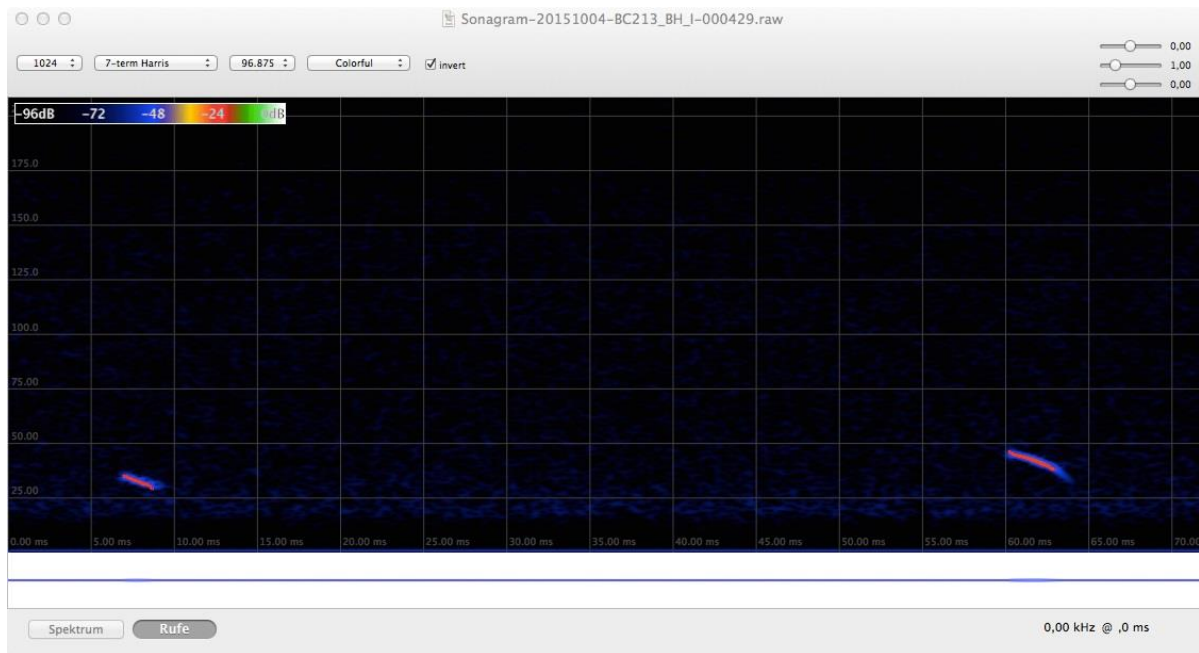 Sonagram-20151004-BC213_BH_I-000429.raw
0,00
1024 7-term Harris 96.875 Colorful invert 1,00
0,00
-96dB -72 -48 -24 0dB
175.0
150.0
125.0
100.0
75.00
50.00
25.00
0.00 ms 5.00 ms 10.00 ms 15.00 ms 20.00 ms 25.00 ms 30.00 ms 35.00 ms 40.00 ms 45.00 ms 50.00 ms 55.00 ms 60.00 ms 65.00 ms 70.00
Spektrum Rufe 0,00 kHz @ ,0 ms